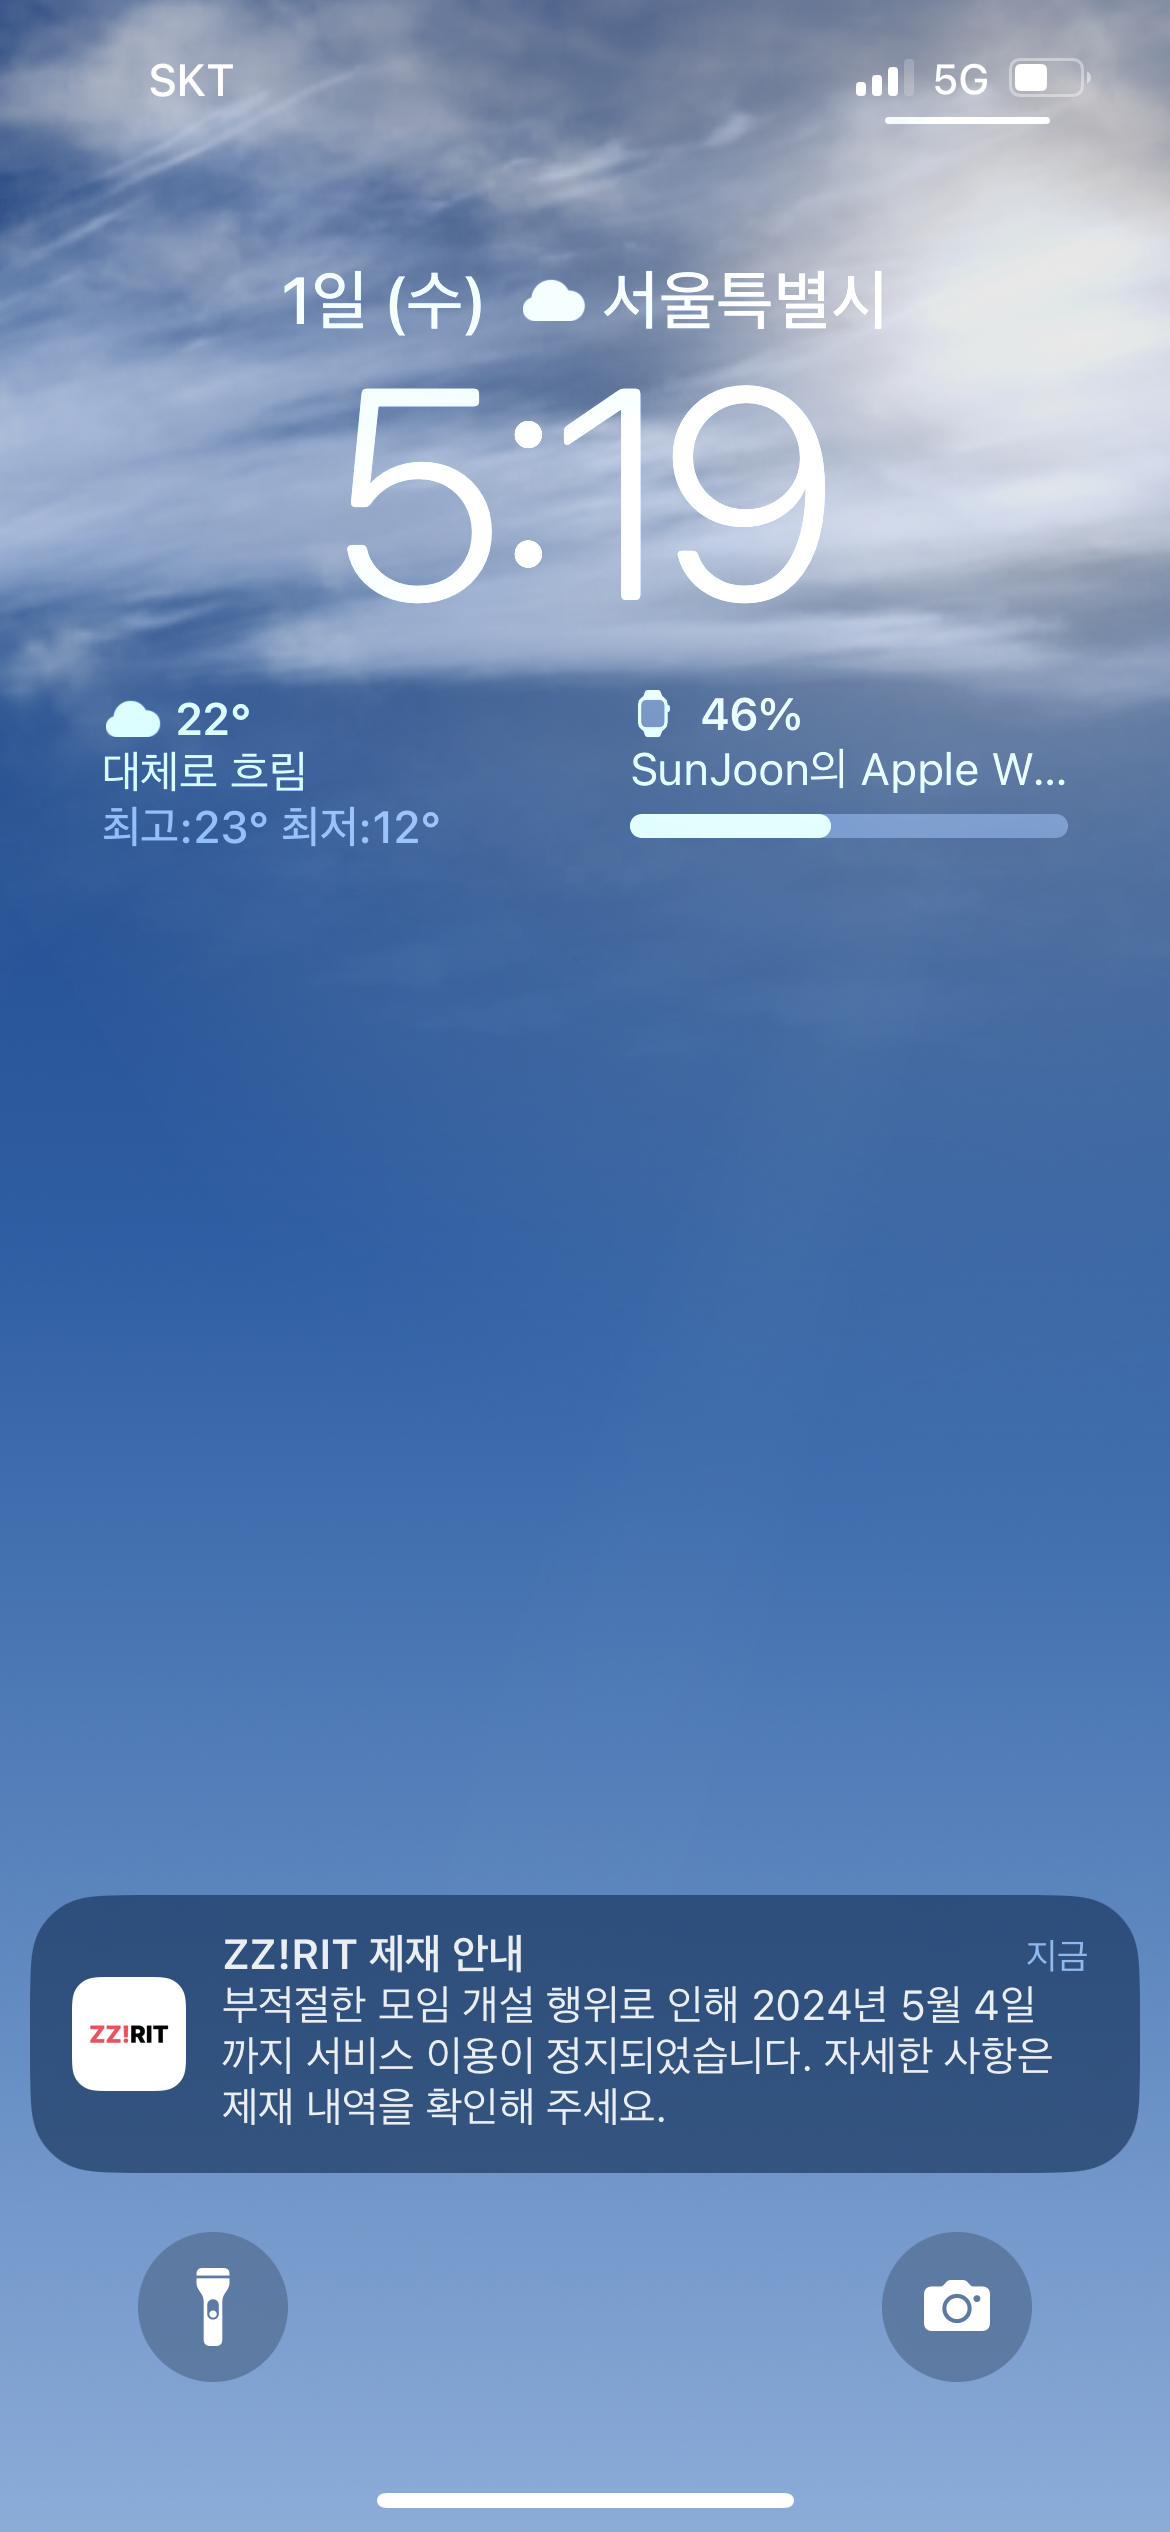 SKT 5G
1일 (수) 서울특별시
5:19
22°
대체로 흐림
최고:23° 최저:12°
46%
SunJoon의 Apple W...
ZZ!RIT 제재 안내 지금
ZZ!RIT
부적절한 모임 개설 행위로 인해 2024년 5월 4일
까지 서비스 이용이 정지되었습니다. 자세한 사항은
제재 내역을 확인해 주세요.